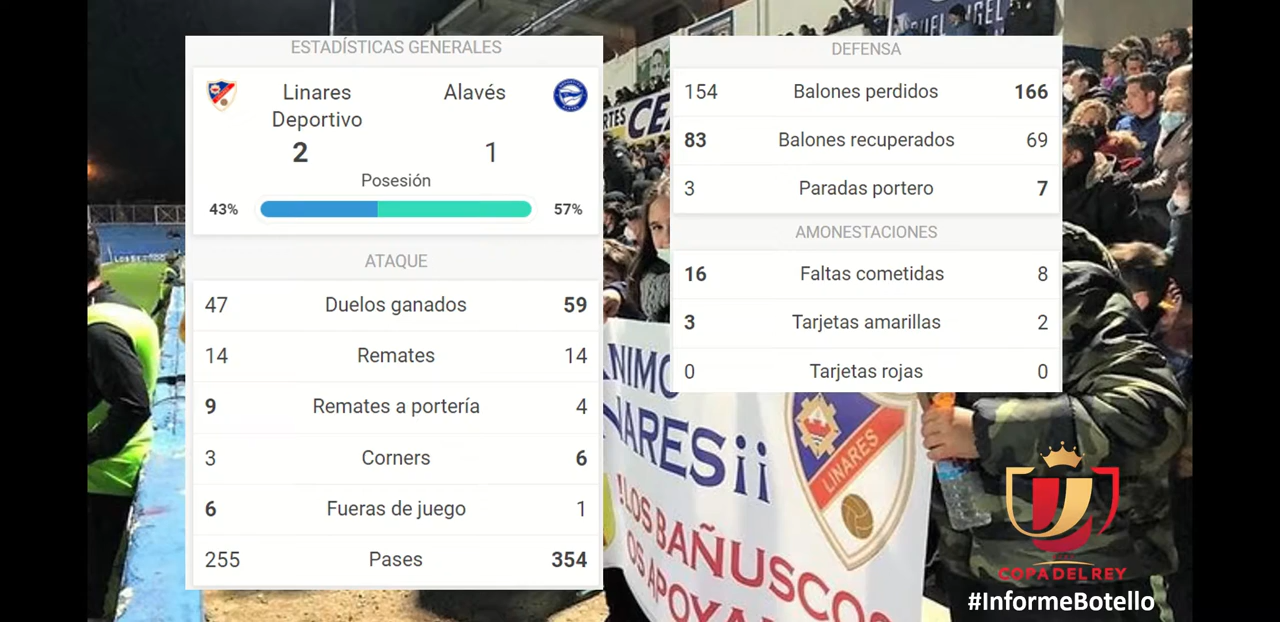 ESTADÍSTICAS GENERALES
Linares
Deportivo
Alavés
2
1
Posesión
43%
57%
ATAQUE
47 Duelos ganados 59
14 Remates 14
9 Remates a portería 4
3 Corners 6
6 Fueras de juego 1
255 Pases 354
DEFENSA
154 Balones perdidos 166
83 Balones recuperados 69
3 Paradas portero 7
AMONESTACIONES
16 Faltas cometidas 8
3 Tarjetas amarillas 2
0 Tarjetas rojas 0
LINARES
¡LOS BAÑUSCOS
OS
COPA DEL REY
#InformeBotello